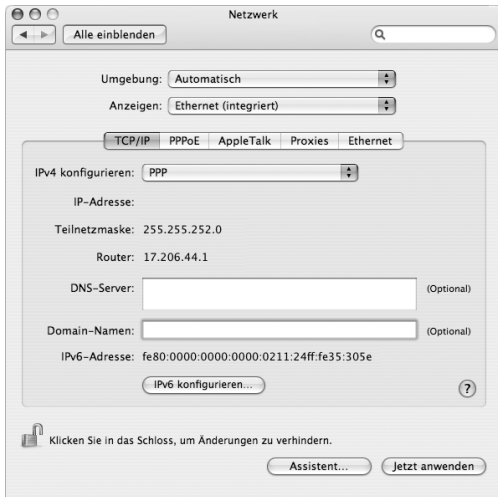 Netzwerk
Alle einblenden
Umgebung: Automatisch
Anzeigen: Ethernet (integriert)
TCP/IP PPPoE AppleTalk Proxies Ethernet
IPv4 konfigurieren: PPP
IP-Adresse:
Teilnetzmaske: 255.255.252.0
Router: 17.206.44.1
DNS-Server: (Optional)
Domain-Namen: (Optional)
IPv6-Adresse: fe80:0000:0000:0000:0211:24ff:fe35:305e
IPv6 konfigurieren... ?
Klicken Sie in das Schloss, um Änderungen zu verhindern.
Assistent... Jetzt anwenden